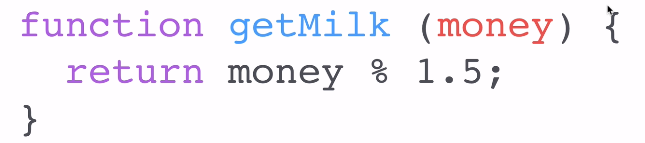 function getMilk (money) {
  return money % 1.5;
}